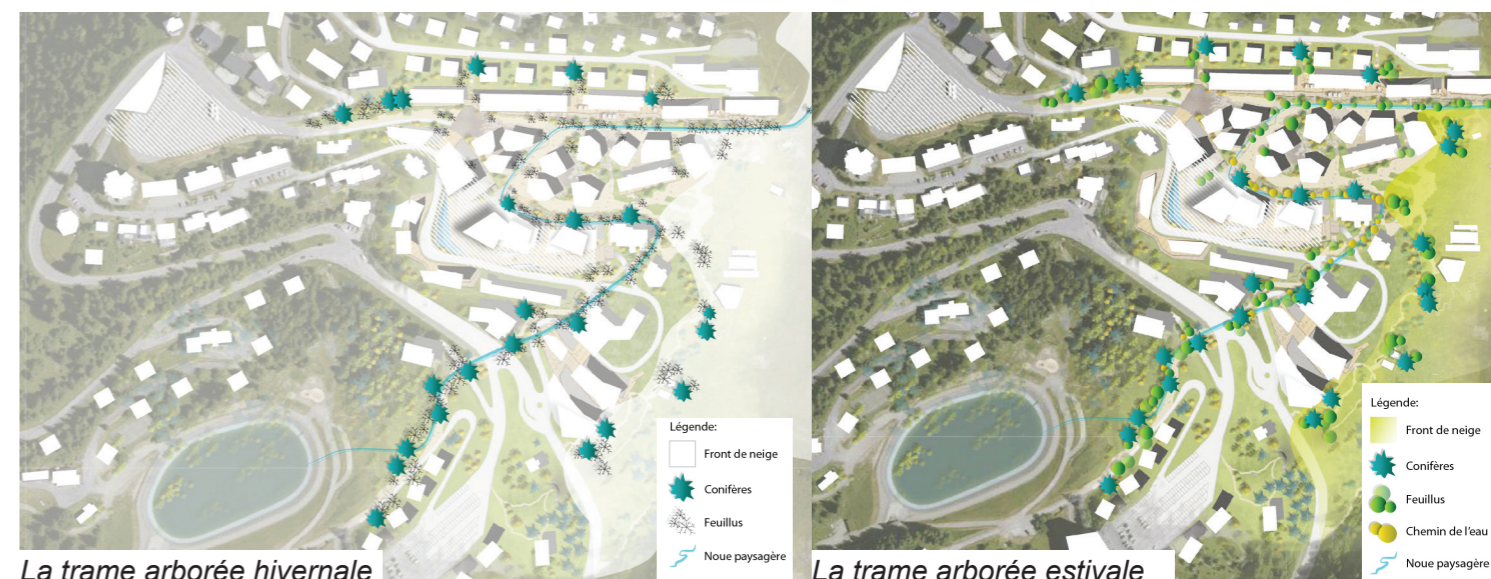 Légende:
Front de neige
Conifères
Feuillus
Noue paysagère
La trame arborée hivernale
Légende:
Front de neige
Conifères
Feuillus
Chemin de l'eau
Noue paysagère
La trame arborée estivale